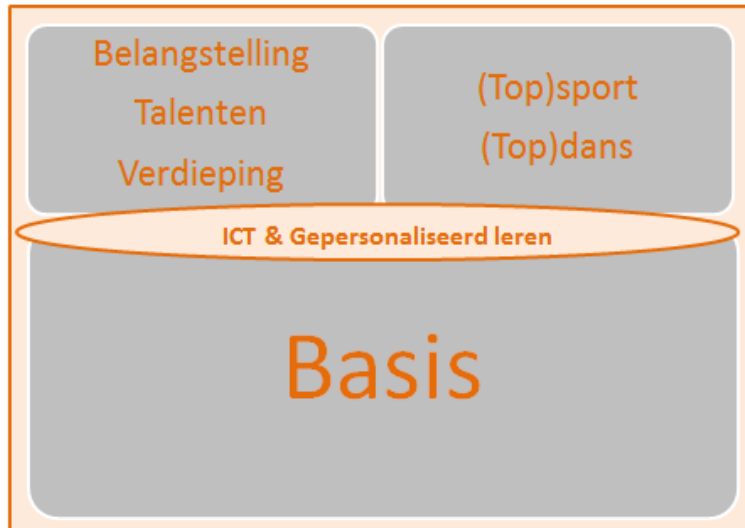 Belangstelling
Talenten
Verdieping
(Top)sport
(Top)dans
ICT & Gepersonaliseerd leren
Basis